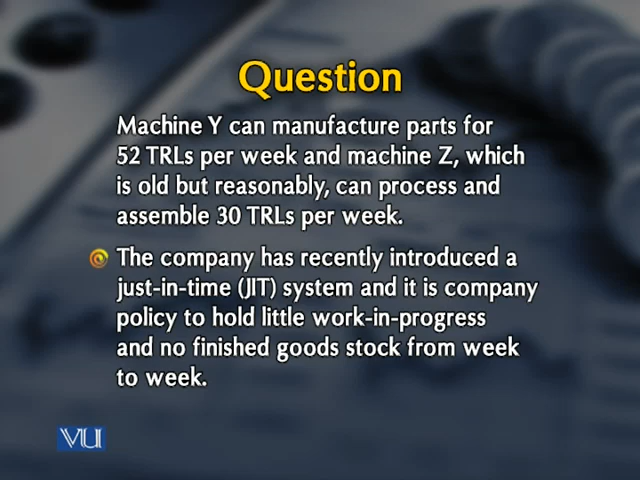 Question
Machine Y can manufacture parts for
52 TRLs per week and machine Z, which
is old but reasonably, can process and
assemble 30 TRLs per week.
The company has recently introduced a
just-in-time (JIT) system and it is company
policy to hold little work-in-progress
and no finished goods stock from week
to week.
VU